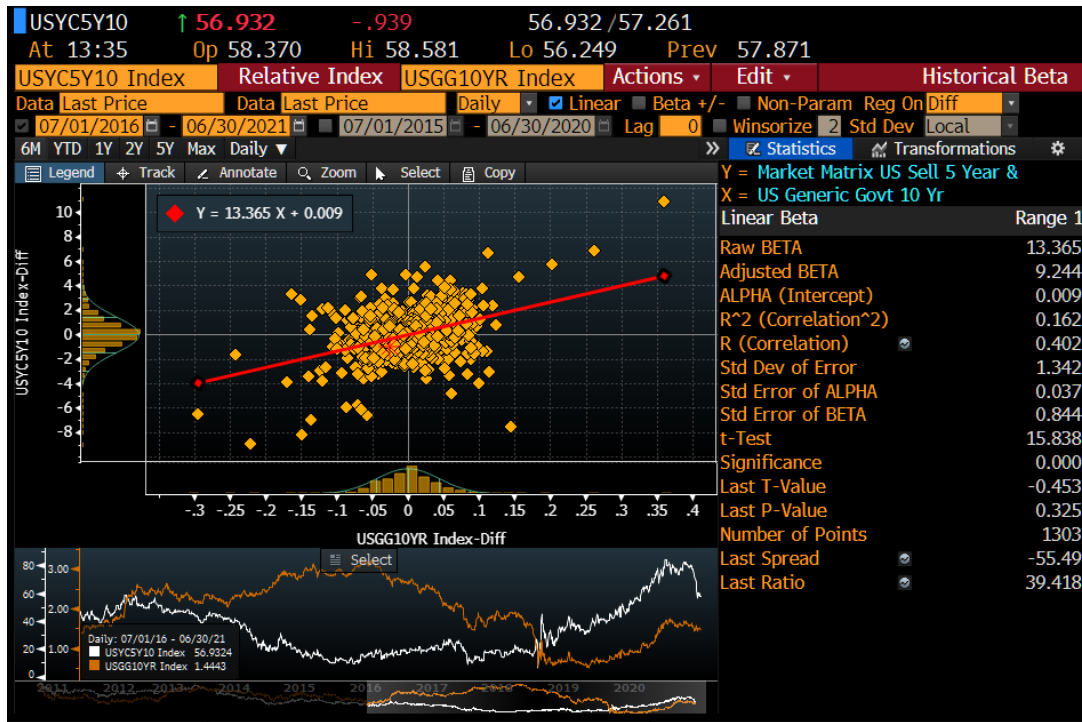 USYC5Y10 ↑ 56.932 -.939 56.932 /57.261
At 13:35 Op 58.370 Hi 58.581 Lo 56.249 Prev 57.871
USYC5Y10 Index Relative Index USGG10YR Index Actions Edit Historical Beta
Data Last Price Data Last Price Daily Linear Beta +/- Non-Param Reg On Diff
07/01/2016 - 06/30/2021 07/01/2015 - 06/30/2020 Lag 0 Winsorize 2 Std Dev Local
6M YTD 1Y 2Y 5Y Max Daily ▼ » Statistics Transformations
Legend Track Annotate Zoom Select Copy
Y = Market Matrix US Sell 5 Year &
X = US Generic Govt 10 Yr
Linear Beta Range 1
Raw BETA 13.365
Adjusted BETA 9.244
ALPHA (Intercept) 0.009
R^2 (Correlation^2) 0.162
R (Correlation) 0.402
Std Dev of Error 1.342
Std Error of ALPHA 0.037
Std Error of BETA 0.844
t-Test 15.838
Significance 0.000
Last T-Value -0.453
Last P-Value 0.325
Number of Points 1303
Last Spread -55.49
Last Ratio 39.418
Y = 13.365 X + 0.009
USYC5Y10 Index-Diff
10
8
6
4
2
0
-2
-4
-6
-8
-.3 -.25 -.2 -.15 -.1 -.05 0 .05 .1 .15 .2 .25 .3 .35 .4
USGG10YR Index-Diff
Select
80 3.00
60
2.00
40
20 1.00
0
Daily: 07/01/16 - 06/30/21
USYC5Y10 Index 56.9324
USGG10YR Index 1.4443
2011 2012 2013 2014 2015 2016 2017 2018 2019 2020